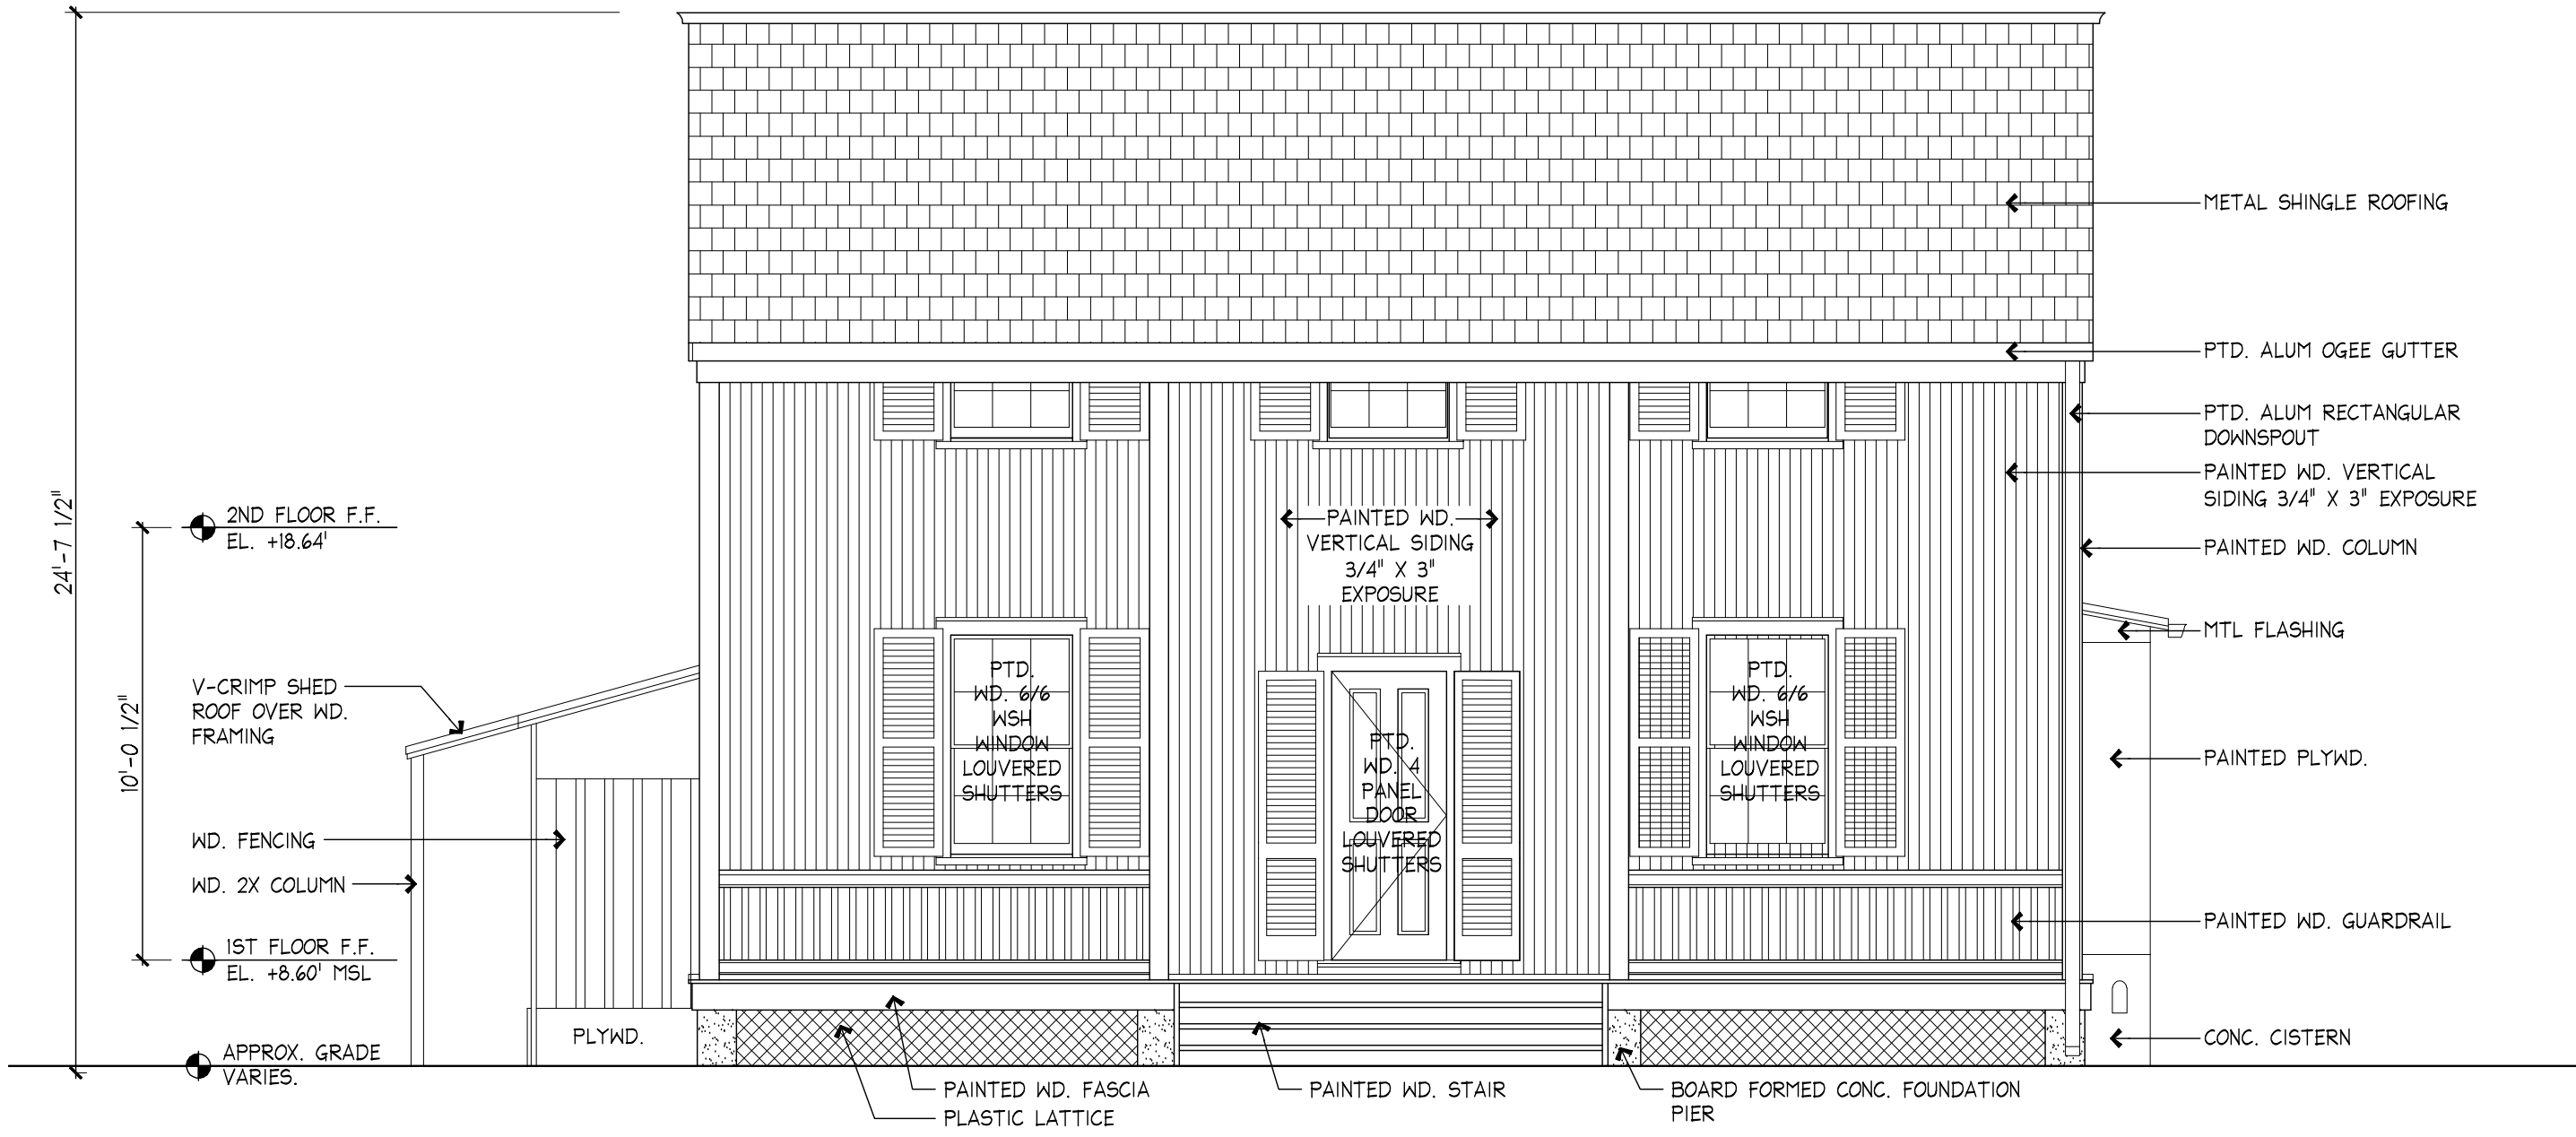 24'-7 1/2"
10'-0 1/2"
2ND FLOOR F.F.
EL. +18.64'
V-CRIMP SHED
ROOF OVER WD.
FRAMING
WD. FENCING
WD. 2X COLUMN
1ST FLOOR F.F.
EL. +8.60' MSL
APPROX. GRADE
VARIES.
PLYWD.
PAINTED WD.
VERTICAL SIDING
3/4" X 3"
EXPOSURE
PTD.
WD. 6/6
WSH
WINDOW
LOUVERED
SHUTTERS
PTD.
WD. 4
PANEL
DOOR
LOUVERED
SHUTTERS
PTD.
WD. 6/6
WSH
WINDOW
LOUVERED
SHUTTERS
METAL SHINGLE ROOFING
PTD. ALUM OGEE GUTTER
PTD. ALUM RECTANGULAR
DOWNSPOUT
PAINTED WD. VERTICAL
SIDING 3/4" X 3" EXPOSURE
PAINTED WD. COLUMN
MTL FLASHING
PAINTED PLYWD.
PAINTED WD. GUARDRAIL
CONC. CISTERN
PAINTED WD. FASCIA
PLASTIC LATTICE
PAINTED WD. STAIR
BOARD FORMED CONC. FOUNDATION
PIER